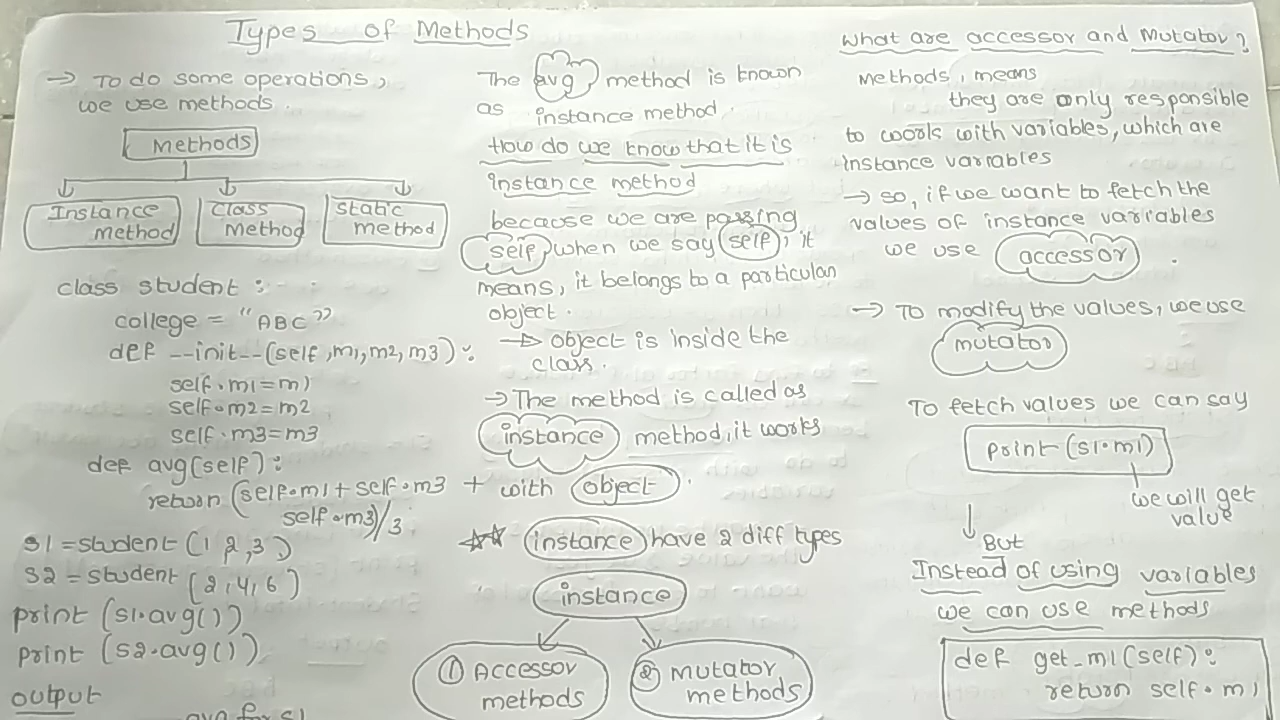 Types of Methods
→ To do some operations,
we use methods.
Methods
Instance method
class Method
static method
class student :
college = "ABC"
def __init__(self, m1, m2, m3):
self.m1 = m1
self.m2 = m2
self.m3 = m3
def avg(self):
return (self.m1 + self.m3 +
self.m3)/3
s1 = student (1 2,3)
s2 = student (2,4,6)
print (s1.avg())
print (s2.avg())
output
avg for s1
The avg method is known
as instance method.
How do we know that it is
instance method
because we are passing
self, when we say self, it
means, it belongs to a particular
object.
→ object is inside the
class.
→ The method is called as
instance method, it works
with object.
☆☆ instance have 2 diff types
instance
① Accessor methods
② Mutator methods
what are accessor and Mutator?
Methods, means
they are only responsible
to work with variables, which are
instance variables
→ so, if we want to fetch the
values of instance variables
we use accessor.
→ To modify the values, we use
mutator
To fetch values we can say
print (s1.m1)
we will get
value
↓ But
Instead of using variables
we can use methods
def get_m1(self):
return self.m1